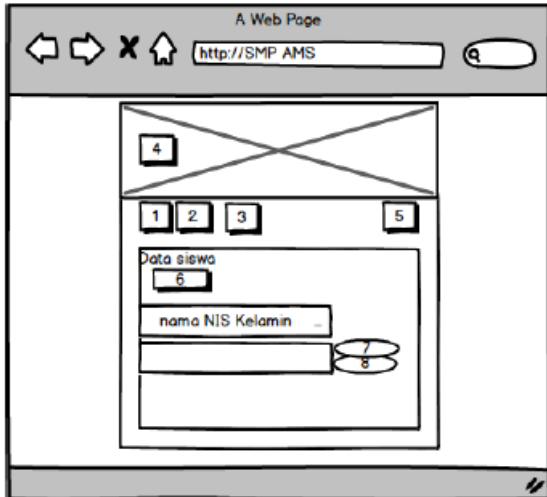 A Web Page
http://SMP AMS
4
1 2 3 5
Data siswa
6
nama NIS Kelamin ...
7
8